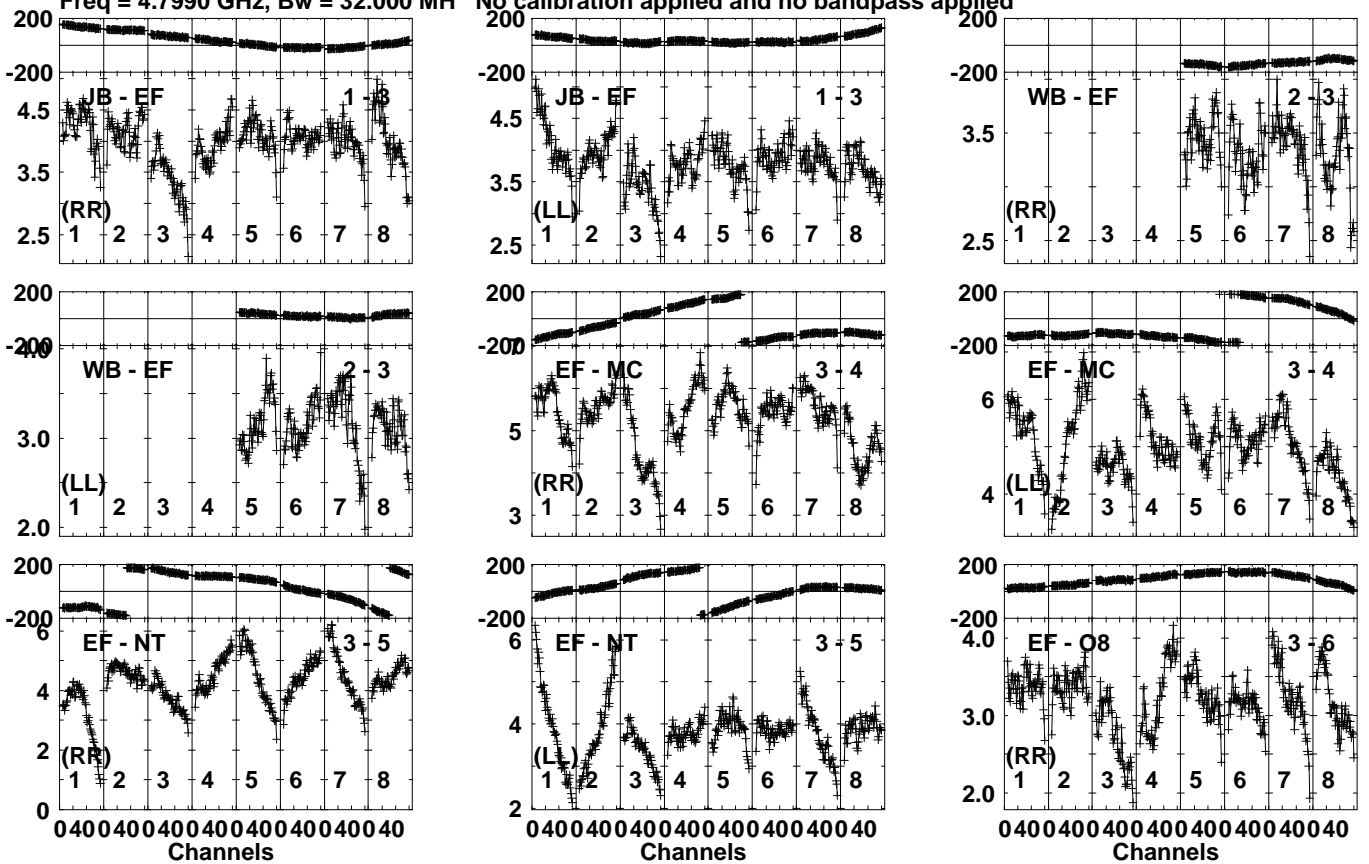 Freq = 4.7990 GHz, Bw = 32.000 MH No calibration applied and no bandpass applied
200
-200
JB - EF 1 - 3
4.5
3.5
(RR)
2.5
1 2 3 4 5 6 7 8
200
-200
JB - EF 1 - 3
4.5
3.5
(LL)
2.5
1 2 3 4 5 6 7 8
200
-200
WB - EF 2 - 3
3.5
(RR)
2.5
1 2 3 4 5 6 7 8
200
-200
4.0
WB - EF 2 - 3
3.0
(LL)
2.0
1 2 3 4 5 6 7 8
200
-200
7
EF - MC 3 - 4
5
(RR)
3
1 2 3 4 5 6 7 8
200
-200
EF - MC 3 - 4
6
4
(LL)
1 2 3 4 5 6 7 8
200
-200
6
EF - NT 3 - 5
4
2
(RR)
0
1 2 3 4 5 6 7 8
0 40 0 40 0 40 0 40 0 40 0 40 0 40 0 40
Channels
200
-200
6
EF - NT 3 - 5
4
(LL)
2
1 2 3 4 5 6 7 8
0 40 0 40 0 40 0 40 0 40 0 40 0 40 0 40
Channels
200
-200
4.0
EF - O8 3 - 6
3.0
(RR)
2.0
1 2 3 4 5 6 7 8
0 40 0 40 0 40 0 40 0 40 0 40 0 40 0 40
Channels